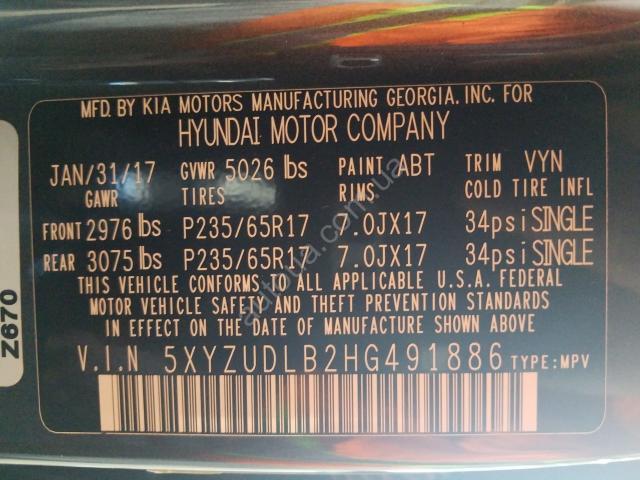 MFD. BY KIA MOTORS MANUFACTURING GEORGIA. INC. FOR
HYUNDAI MOTOR COMPANY
JAN/31/17 GVWR 5026 lbs PAINT ABT TRIM VYN
GAWR TIRES RIMS COLD TIRE INFL
FRONT 2976 lbs P235/65R17 7.0JX17 34psi SINGLE
REAR 3075 lbs P235/65R17 7.0JX17 34psi SINGLE
THIS VEHICLE CONFORMS TO ALL APPLICABLE U.S.A. FEDERAL
MOTOR VEHICLE SAFETY AND THEFT PREVENTION STANDARDS
IN EFFECT ON THE DATE OF MANUFACTURE SHOWN ABOVE.
V.I.N 5XYZUDLB2HG491886 TYPE: MPV
Z670
autoria.com.ua